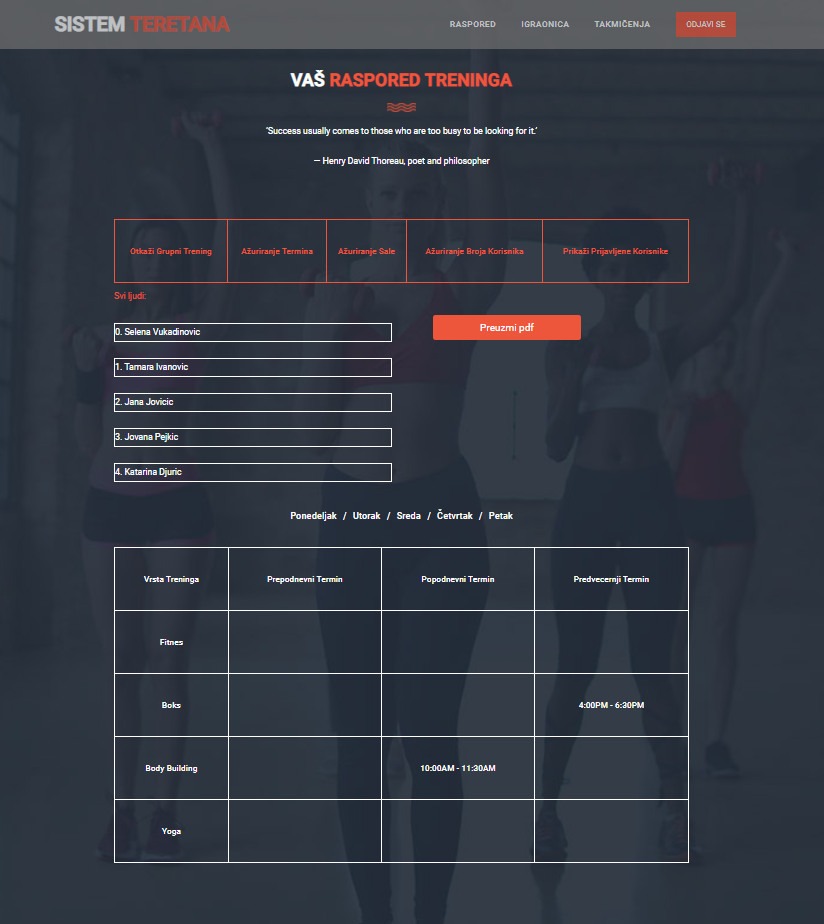 SISTEM TERETANA
RASPORED IGRAONICA TAKMIČENJA ODJAVI SE
VAŠ RASPORED TRENINGA
'Success usually comes to those who are too busy to be looking for it.'
— Henry David Thoreau, poet and philosopher
Otkaži Grupni Trening Ažuriranje Termina Ažuriranje Sale Ažuriranje Broja Korisnika Prikaži Prijavljene Korisnike
Svi ljudi:
Preuzmi pdf
0. Selena Vukadinovic
1. Tamara Ivanovic
2. Jana Jovicic
3. Jovana Pejkic
4. Katarina Djuric
Ponedeljak / Utorak / Sreda / Četvrtak / Petak
Vrsta Treninga Prepodnevni Termin Popodnevni Termin Predvecernji Termin
Fitnes
Boks 4:00PM - 6:30PM
Body Building 10:00AM - 11:30AM
Yoga